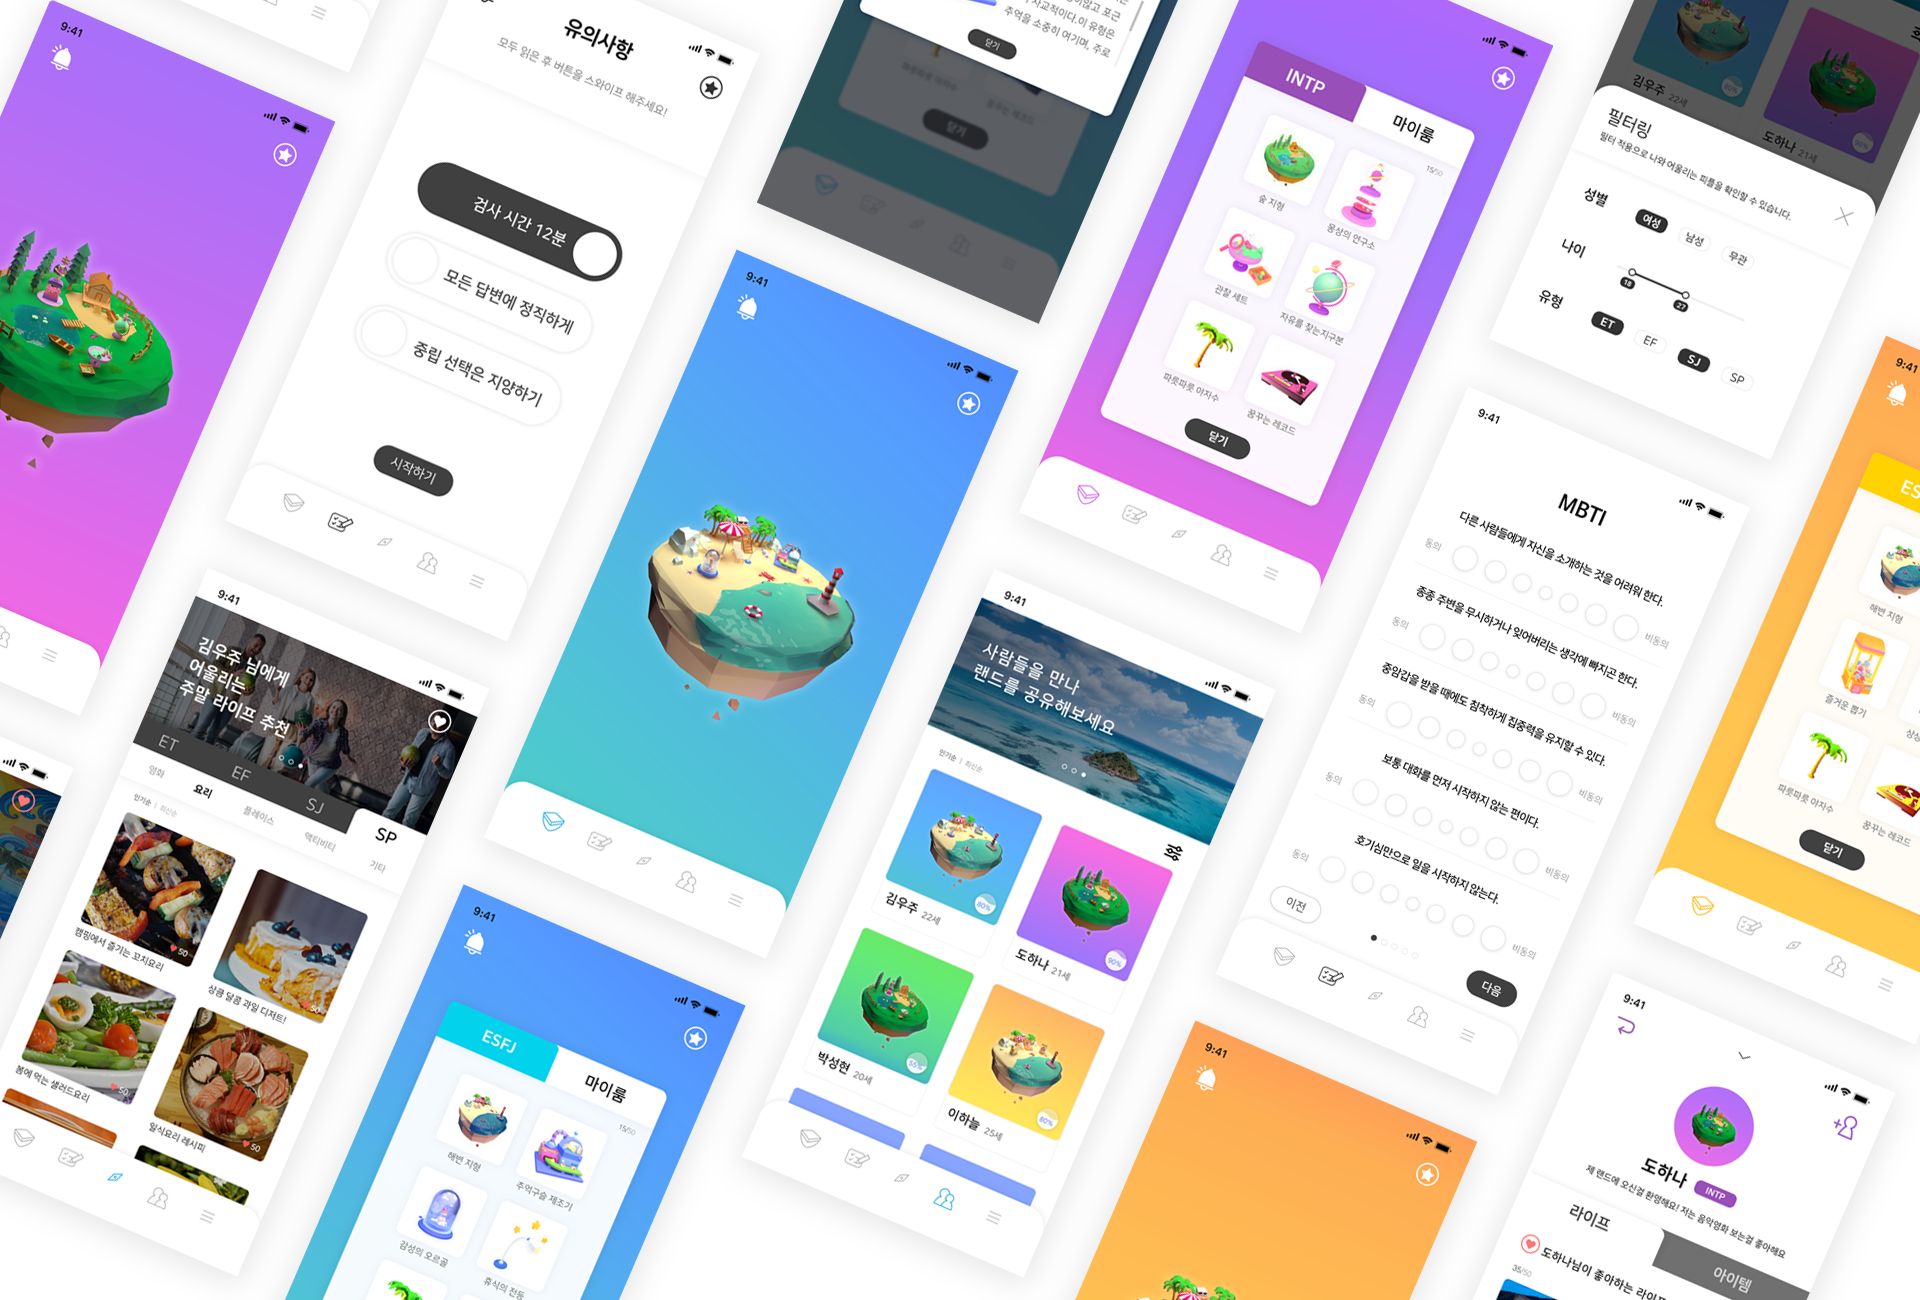 9:41
유의사항
모두 읽은 후 버튼을 스와이프 해주세요!
검사 시간 12분
모든 답변에 정직하게
중립 선택은 지양하기
시작하기
추억을 소중히 여기며, 주로
닫기
파릇파릇 야자수
꿈꾸는 레코드
닫기
INTP
마이룸
15/50
숲 지형
몽상의 연구소
관찰 세트
자유를 찾는지구본
파릇파릇 야자수
꿈꾸는 레코드
닫기
김우주 22세
80%
도하나 21세
90%
필터링
필터 적용으로 나와 어울리는 피플을 확인할 수 있습니다.
성별
여성
남성
무관
나이
18
27
유형
ET
EF
SJ
SP
9:41
9:41
MBTI
다른 사람들에게 자신을 소개하는 것을 어려워 한다.
동의
비동의
종종 주변을 무시하거나 잊어버리는 생각에 빠지곤 한다.
동의
비동의
중압감을 받을 때에도 침착하게 집중력을 유지할 수 있다.
동의
비동의
보통 대화를 먼저 시작하지 않는 편이다.
동의
비동의
호기심만으로 일을 시작하지 않는다.
동의
비동의
이전
다음
9:41
해변 지형
즐거운 뽑기
파릇파릇 야자수
꿈꾸는 레코드
닫기
9:41
김우주 님에게
어울리는
주말 라이프 추천
ET
EF
SJ
SP
영화
요리
플레이스
액티비티
기타
인기순 | 최신순
캠핑에서 즐기는 꼬치요리
50
상큼 달콤 과일 디저트!
50
봄에 먹는 샐러드요리
50
일식요리 레시피
50
9:41
사람들을 만나
랜드를 공유해보세요
인기순 | 최신순
김우주 22세
80%
도하나 21세
90%
박성현 20세
55%
이하늘 25세
80%
9:41
ESFJ
마이룸
15/50
해변 지형
추억구슬 제조기
감성의 오르골
휴식의 전등
9:41
9:41
도하나
INTP
제 랜드에 오신걸 환영해요! 저는 음악영화 보는걸 좋아해요
라이프
아이템
도하나님이 좋아하는 라이프
35/50